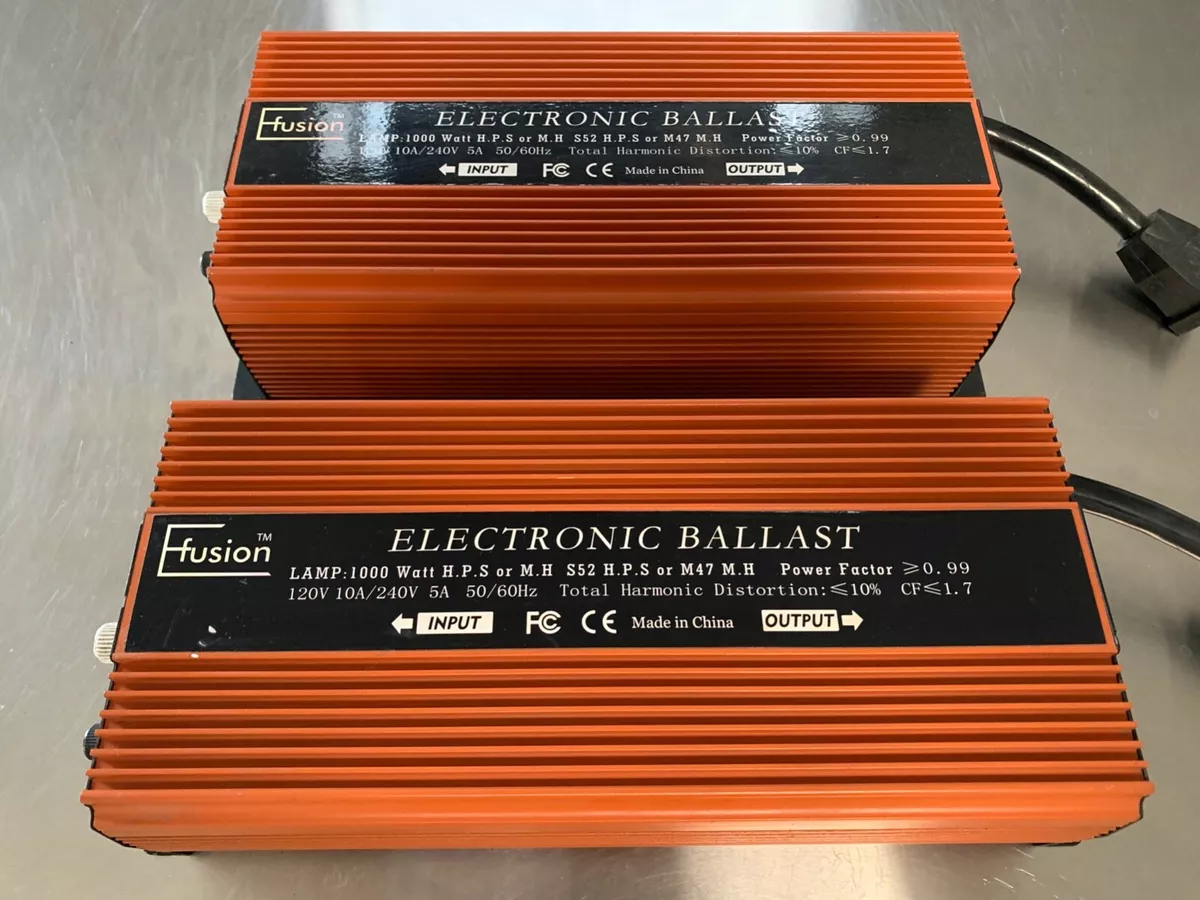 Efusion™
ELECTRONIC BALLAST
LAMP:1000 Watt H.P.S or M.H S52 H.P.S or M47 M.H Power Factor ≥0.99
10A/240V 5A 50/60Hz Total Harmonic Distortion:≤10% CF≤1.7
INPUT FC CE Made in China OUTPUT
Efusion™
ELECTRONIC BALLAST
LAMP:1000 Watt H.P.S or M.H S52 H.P.S or M47 M.H Power Factor ≥0.99
120V 10A/240V 5A 50/60Hz Total Harmonic Distortion:≤10% CF≤1.7
INPUT FC CE Made in China OUTPUT